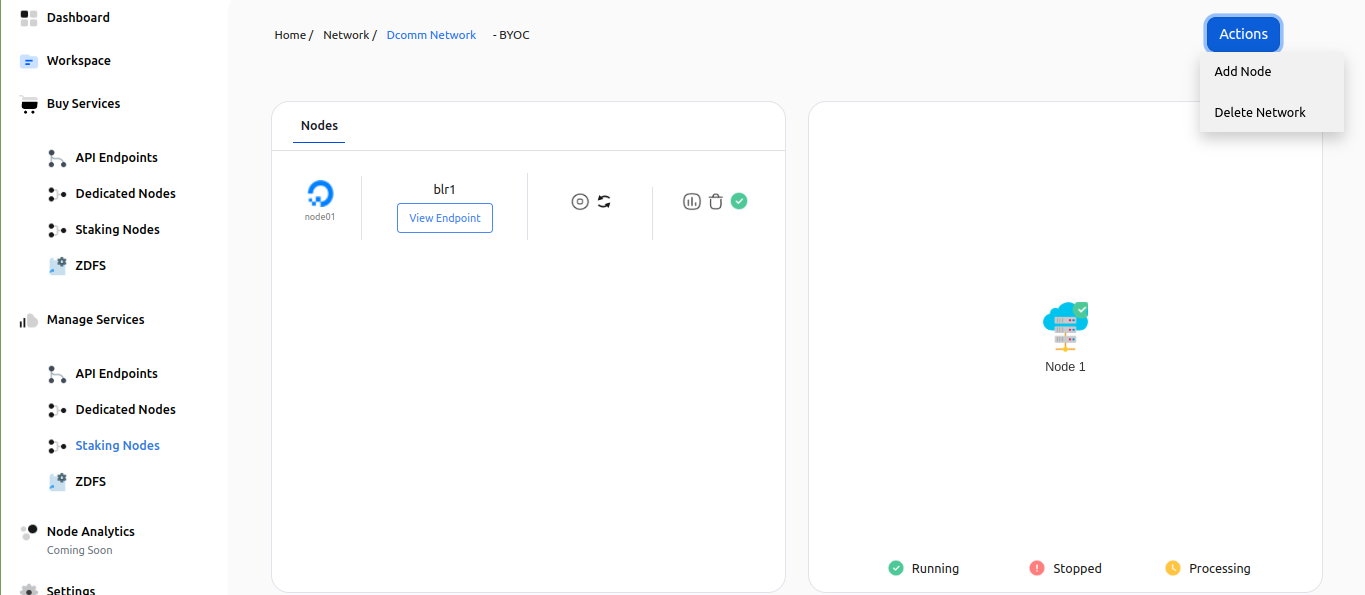 Dashboard
Workspace
Buy Services
API Endpoints
Dedicated Nodes
Staking Nodes
ZDFS
Manage Services
API Endpoints
Dedicated Nodes
Staking Nodes
ZDFS
Node Analytics
Coming Soon
Settings
Home / Network / Dcomm Network - BYOC
Actions
Add Node
Delete Network
Nodes
node01
blr1
View Endpoint
Node 1
Running Stopped Processing